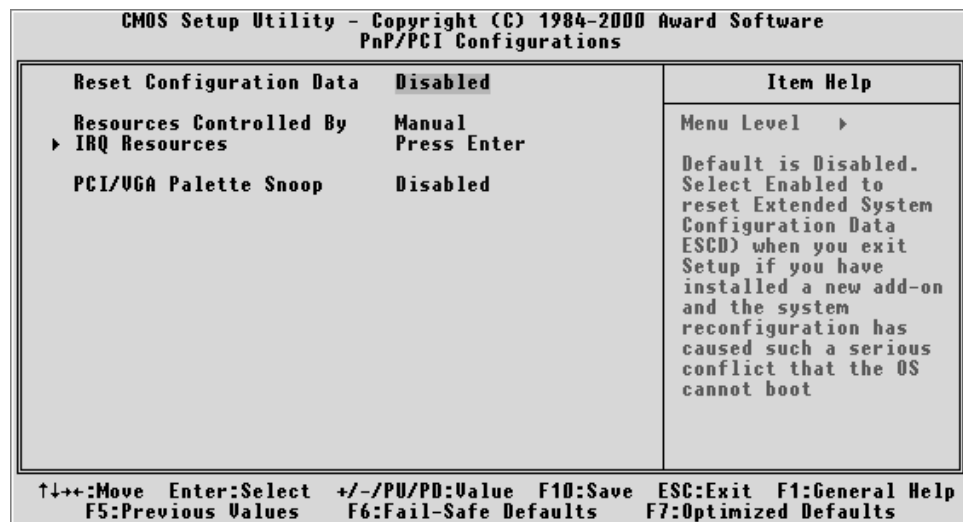 CMOS Setup Utility - Copyright (C) 1984-2000 Award Software
PnP/PCI Configurations
Reset Configuration Data Disabled
Resources Controlled By Manual
▶ IRQ Resources Press Enter
PCI/VGA Palette Snoop Disabled
Item Help
Menu Level ▶
Default is Disabled.
Select Enabled to
reset Extended System
Configuration Data
ESCD) when you exit
Setup if you have
installed a new add-on
and the system
reconfiguration has
caused such a serious
conflict that the OS
cannot boot
↑↓→←:Move Enter:Select +/-/PU/PD:Value F10:Save ESC:Exit F1:General Help
F5:Previous Values F6:Fail-Safe Defaults F7:Optimized Defaults